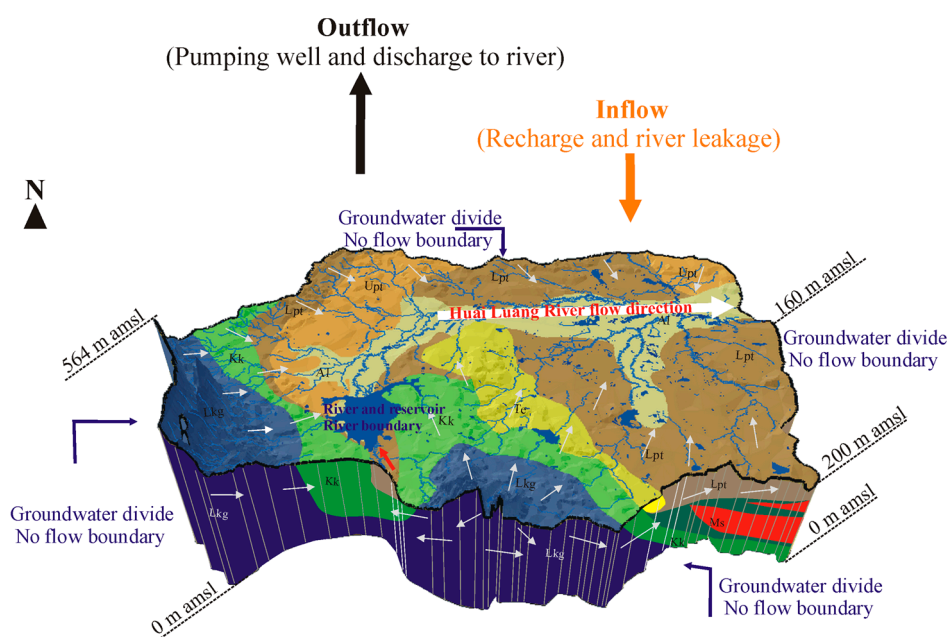 Outflow
(Pumping well and discharge to river)
Inflow
(Recharge and river leakage)
N
Groundwater divide
No flow boundary
Upt
Lpt
Upt
160 m amsl
Lpt
Huai Luang River flow direction
Al
564 m amsl
Kk
Al
Lpt
Groundwater divide
No flow boundary
Lkg
River and reservoir
River boundary
Kk
Tc
Lpt
200 m amsl
Kk
Lkg
Lpt
Groundwater divide
No flow boundary
Lkg
Ms
0 m amsl
Kk
Lkg
0 m amsl
Groundwater divide
No flow boundary